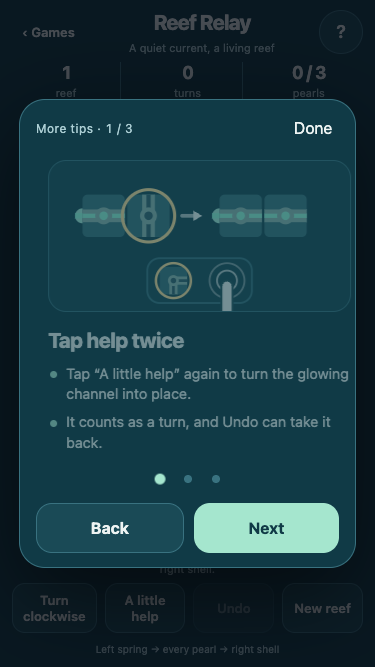 ‹ Games
Reef Relay
?
A quiet current, a living reef
1
0
0 / 3
reef
turns
pearls
More tips · 1 / 3
Done
Tap help twice
Tap “A little help” again to turn the glowing
channel into place.
It counts as a turn, and Undo can take it
back.
Back
Next
right shell.
Turn
clockwise
A little
help
Undo
New reef
Left spring → every pearl → right shell